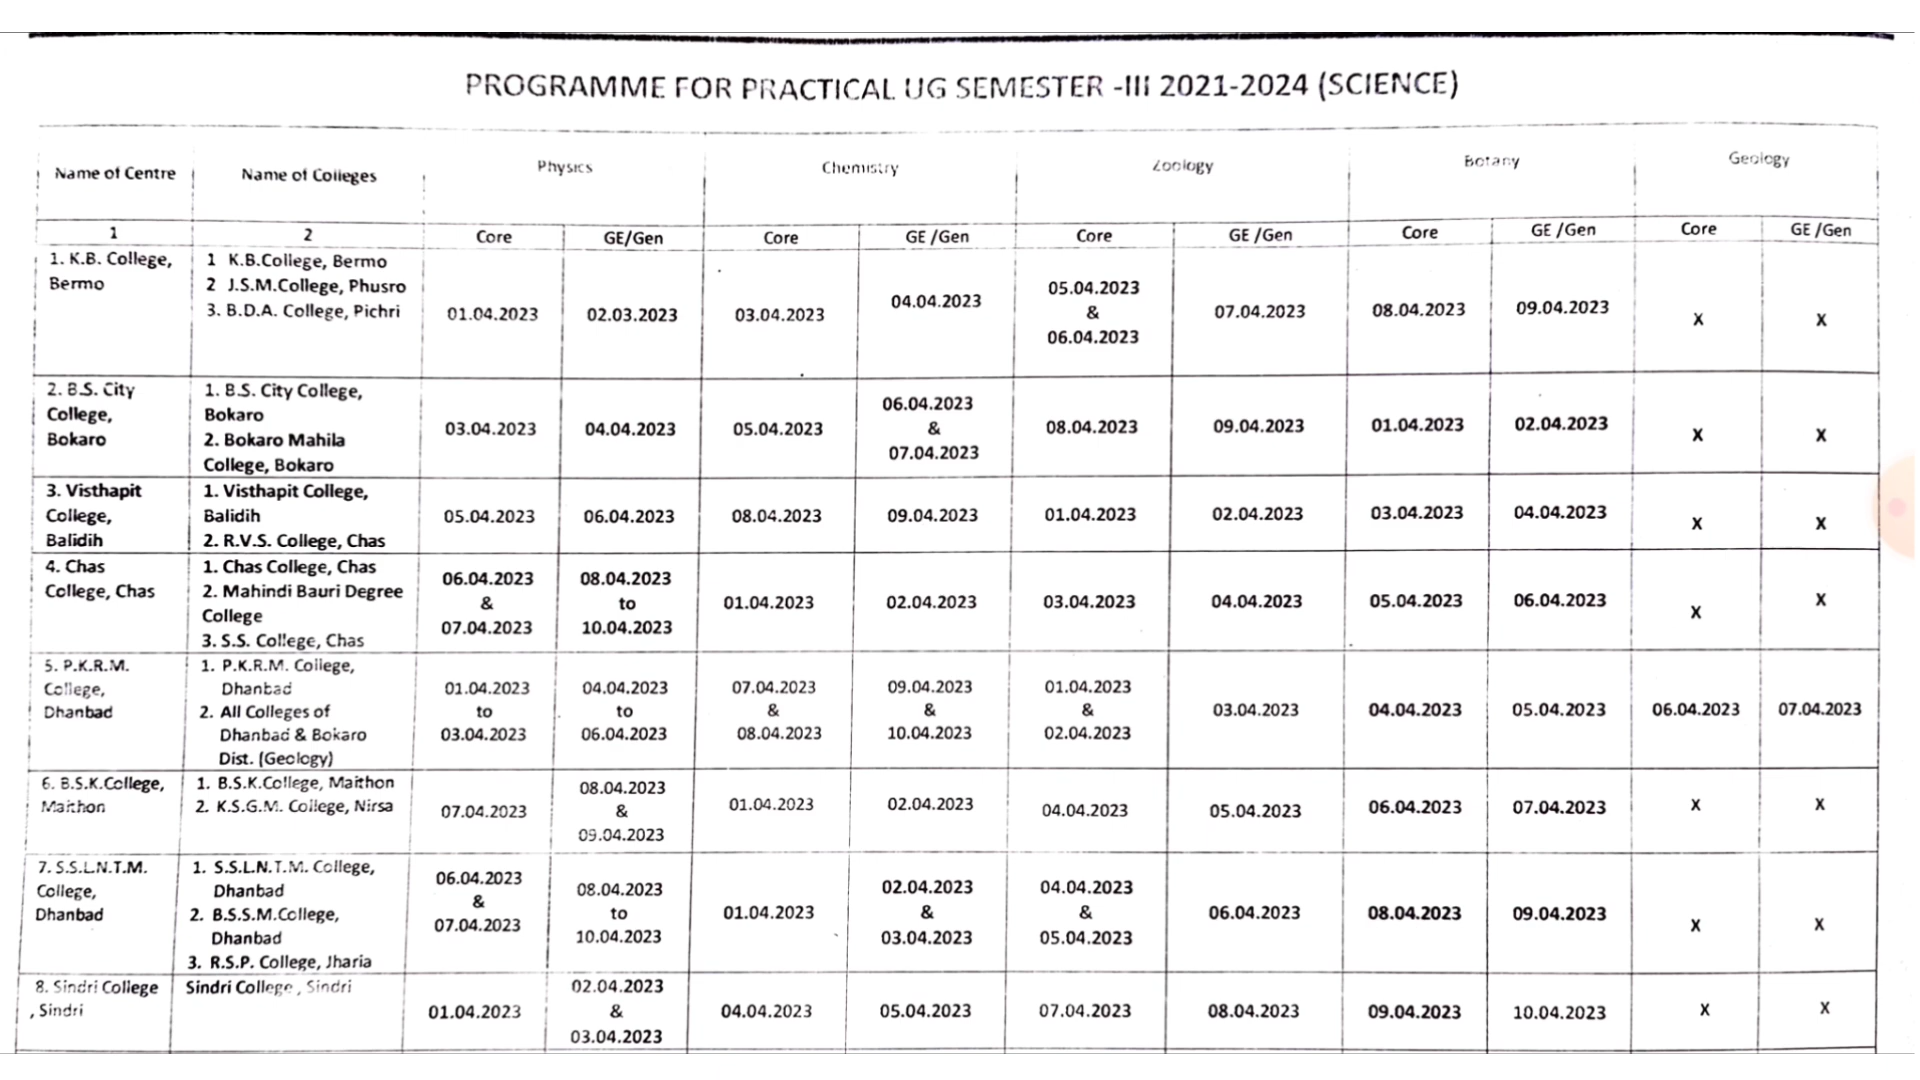 PROGRAMME FOR PRACTICAL UG SEMESTER -III 2021-2024 (SCIENCE)
Name of Centre Name of Colleges Physics Chemistry Zoology Botany Geology
1 2 Core GE/Gen Core GE /Gen Core GE /Gen Core GE /Gen Core GE /Gen
1. K.B. College,
Bermo
1 K.B.College, Bermo
2 J.S.M.College, Phusro
3. B.D.A. College, Pichri
01.04.2023
02.03.2023
03.04.2023
04.04.2023
05.04.2023
&
06.04.2023
07.04.2023
08.04.2023
09.04.2023
X
X
2. B.S. City
College,
Bokaro
1. B.S. City College,
Bokaro
2. Bokaro Mahila
College, Bokaro
03.04.2023
04.04.2023
05.04.2023
06.04.2023
&
07.04.2023
08.04.2023
09.04.2023
01.04.2023
02.04.2023
X
X
3. Visthapit
College,
Balidih
1. Visthapit College,
Balidih
2. R.V.S. College, Chas
05.04.2023
06.04.2023
08.04.2023
09.04.2023
01.04.2023
02.04.2023
03.04.2023
04.04.2023
X
X
4. Chas
College, Chas
1. Chas College, Chas
2. Mahindi Bauri Degree
College
3. S.S. College, Chas
06.04.2023
&
07.04.2023
08.04.2023
to
10.04.2023
01.04.2023
02.04.2023
03.04.2023
04.04.2023
05.04.2023
06.04.2023
X
X
5. P.K.R.M.
College,
Dhanbad
1. P.K.R.M. College,
Dhanbad
2. All Colleges of
Dhanbad & Bokaro
Dist. (Geology)
01.04.2023
to
03.04.2023
04.04.2023
to
06.04.2023
07.04.2023
&
08.04.2023
09.04.2023
&
10.04.2023
01.04.2023
&
02.04.2023
03.04.2023
04.04.2023
05.04.2023
06.04.2023
07.04.2023
6. B.S.K.College,
Maithon
1. B.S.K.College, Maithon
2. K.S.G.M. College, Nirsa
07.04.2023
08.04.2023
&
09.04.2023
01.04.2023
02.04.2023
04.04.2023
05.04.2023
06.04.2023
07.04.2023
X
X
7. S.S.L.N.T.M.
College,
Dhanbad
1. S.S.L.N.T.M. College,
Dhanbad
2. B.S.S.M.College,
Dhanbad
3. R.S.P. College, Jharia
06.04.2023
&
07.04.2023
08.04.2023
to
10.04.2023
01.04.2023
02.04.2023
&
03.04.2023
04.04.2023
&
05.04.2023
06.04.2023
08.04.2023
09.04.2023
X
X
8. Sindri College
, Sindri
Sindri College , Sindri
01.04.2023
02.04.2023
&
03.04.2023
04.04.2023
05.04.2023
07.04.2023
08.04.2023
09.04.2023
10.04.2023
X
X